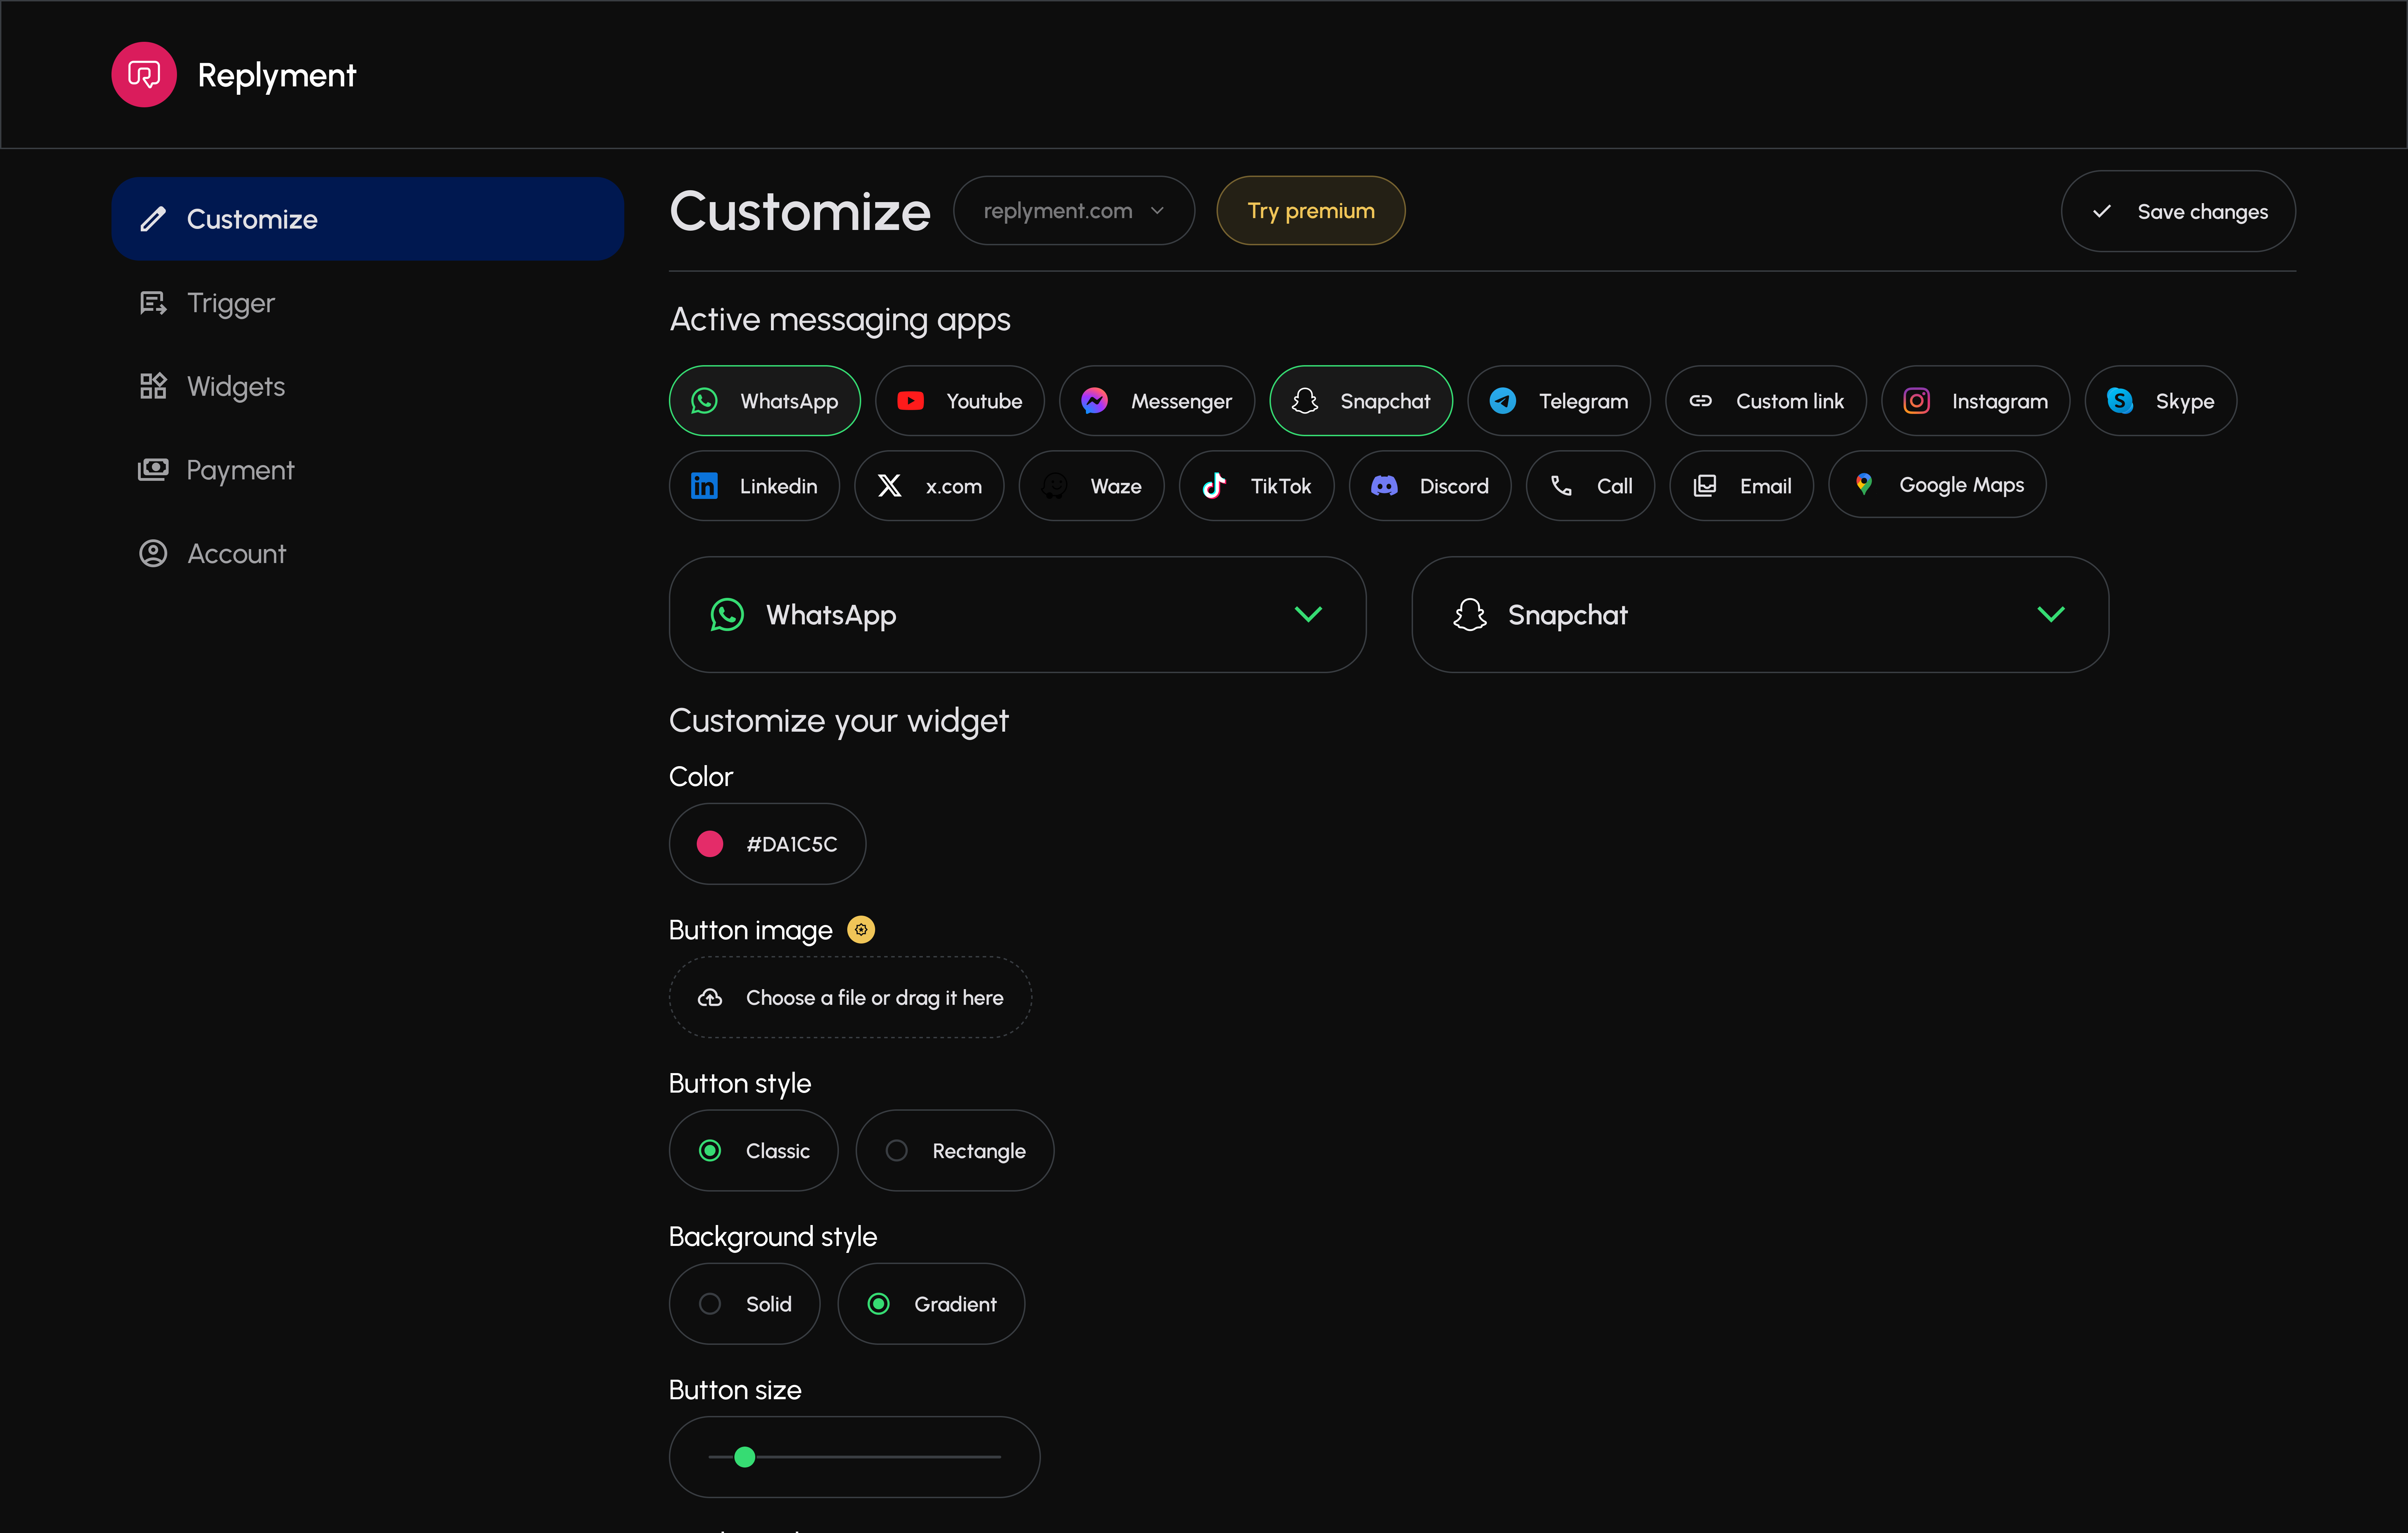 Replyment
Customize
Trigger
Widgets
Payment
Account
Customize
replyment.com
Try premium
Save changes
Active messaging apps
WhatsApp
Youtube
Messenger
Snapchat
Telegram
Custom link
Instagram
Skype
Linkedin
x.com
Waze
TikTok
Discord
Call
Email
Google Maps
WhatsApp
Snapchat
Customize your widget
Color
#DA1C5C
Button image
Choose a file or drag it here
Button style
Classic
Rectangle
Background style
Solid
Gradient
Button size